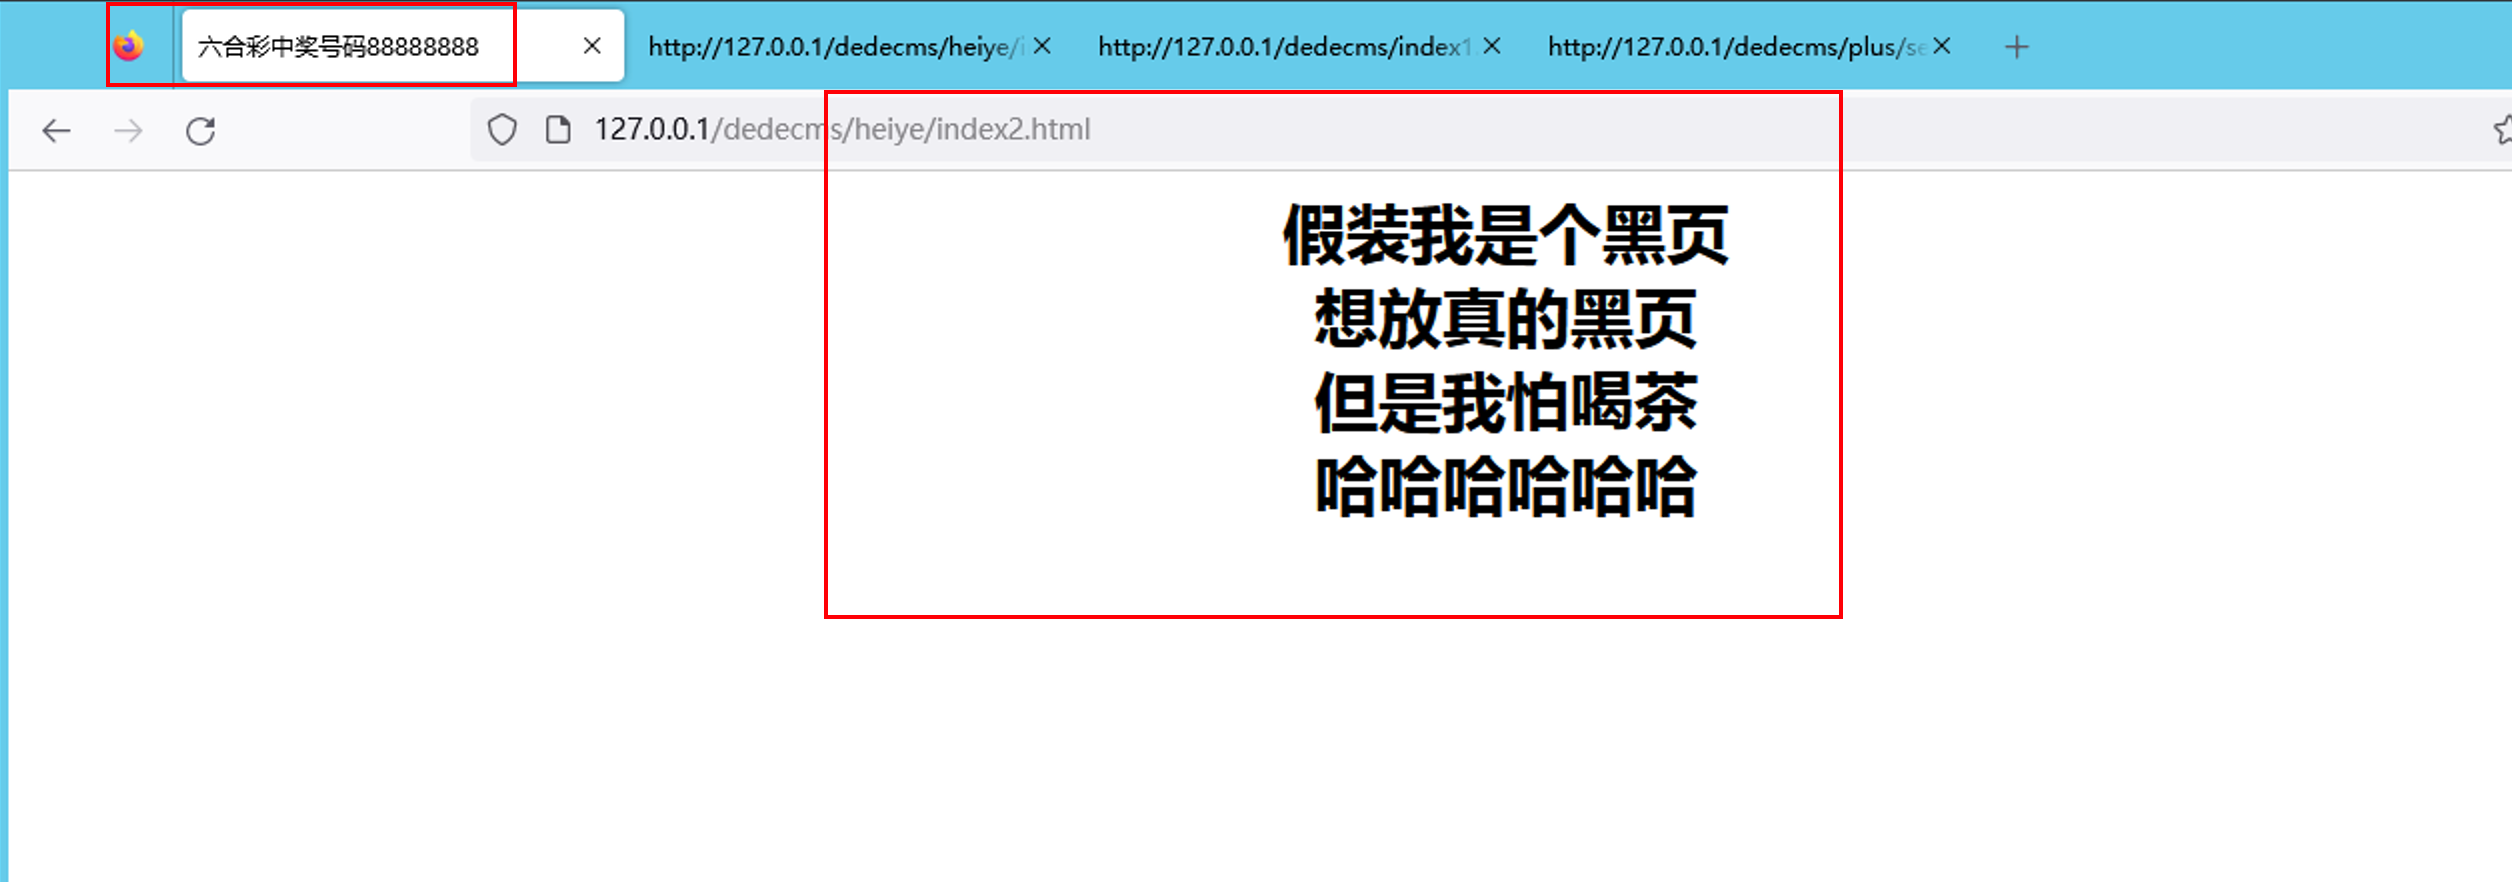 六合彩中奖号码88888888
http://127.0.0.1/dedecms/heiye/i
http://127.0.0.1/dedecms/index1.
http://127.0.0.1/dedecms/plus/se
127.0.0.1/dedecms/heiye/index2.html
假装我是个黑页
想放真的黑页
但是我怕喝茶
哈哈哈哈哈哈